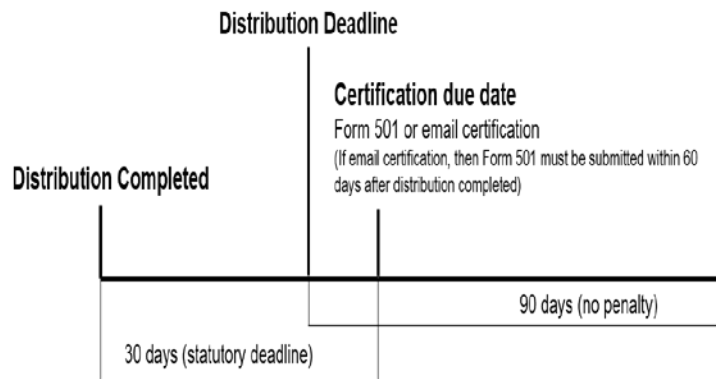 Distribution Deadline
Certification due date
Form 501 or email certification
(If email certification, then Form 501 must be submitted within 60
days after distribution completed)
Distribution Completed
90 days (no penalty)
30 days (statutory deadline)